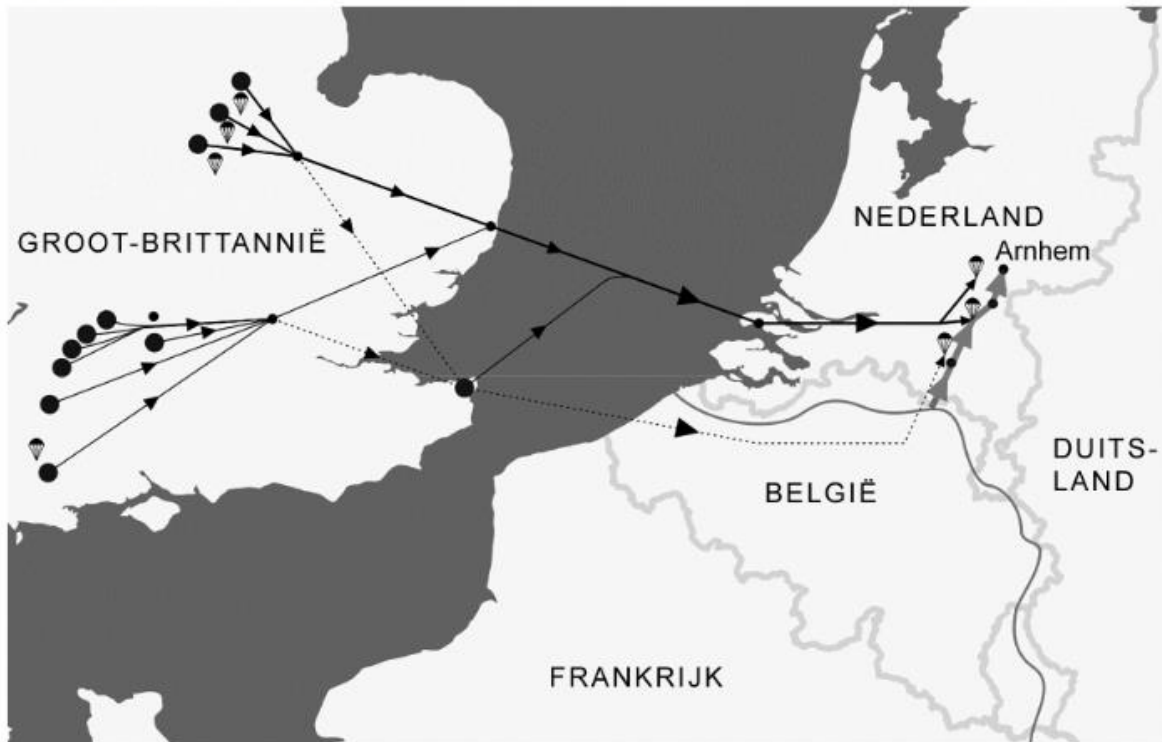 GROOT-BRITTANNIË
NEDERLAND
Arnhem
DUITS-
LAND
BELGIË
FRANKRIJK